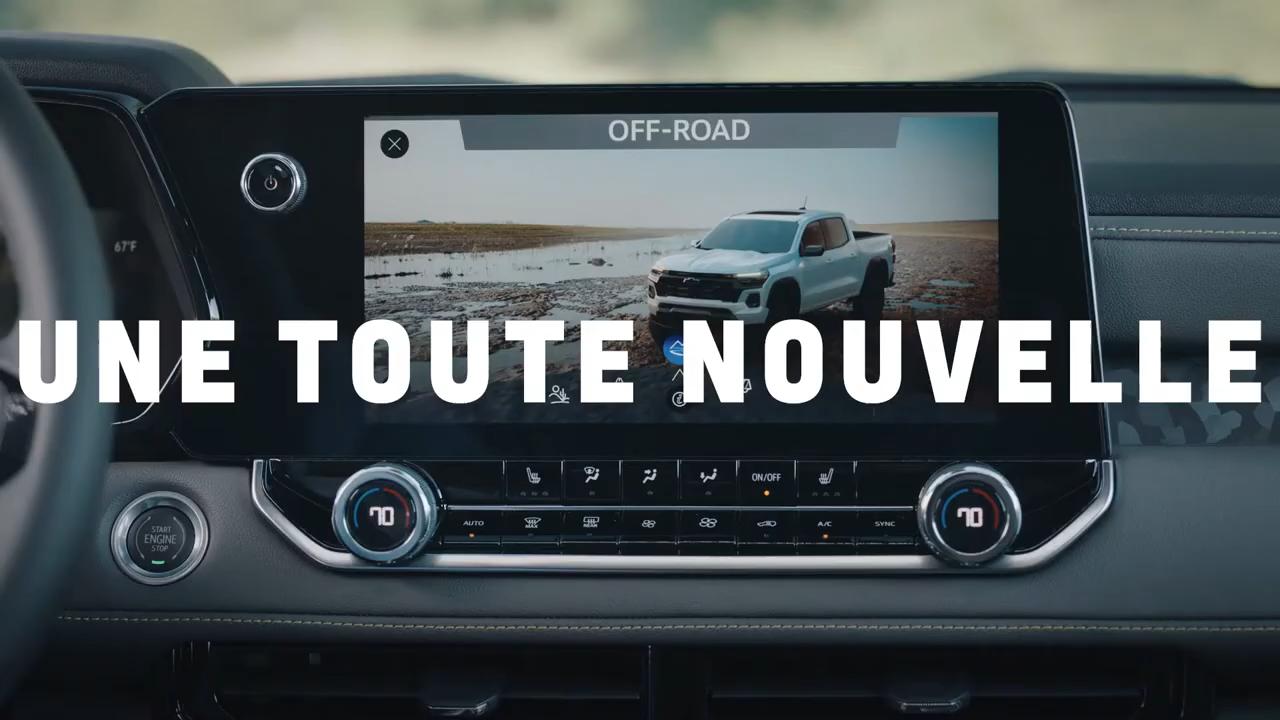 OFF-ROAD
67°F
UNE TOUTE NOUVELLE
ON/OFF
70
70
AUTO
MAX
REAR
A/C
SYNC
START
ENGINE
STOP